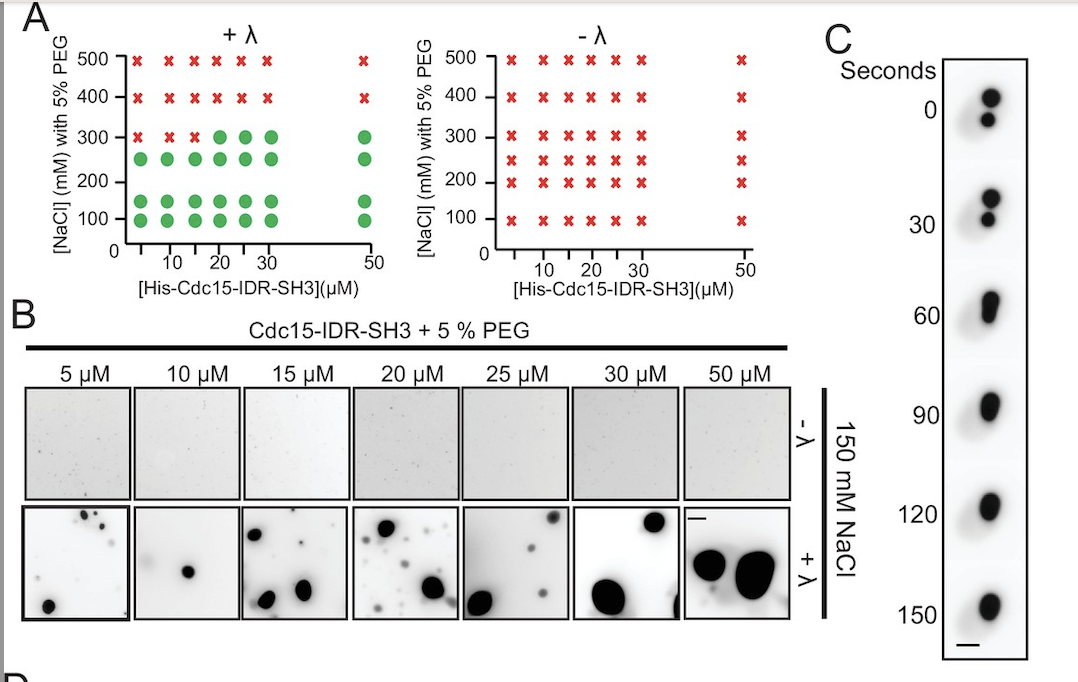 A
+ λ
[NaCl] (mM) with 5% PEG
500
400
300
200
100
0
10
20
30
50
[His-Cdc15-IDR-SH3](μM)
- λ
[NaCl] (mM) with 5% PEG
500
400
300
200
100
0
10
20
30
50
[His-Cdc15-IDR-SH3](μM)
B
Cdc15-IDR-SH3 + 5 % PEG
5 μM
10 μM
15 μM
20 μM
25 μM
30 μM
50 μM
- λ
+ λ
150 mM NaCl
C
Seconds
0
30
60
90
120
150